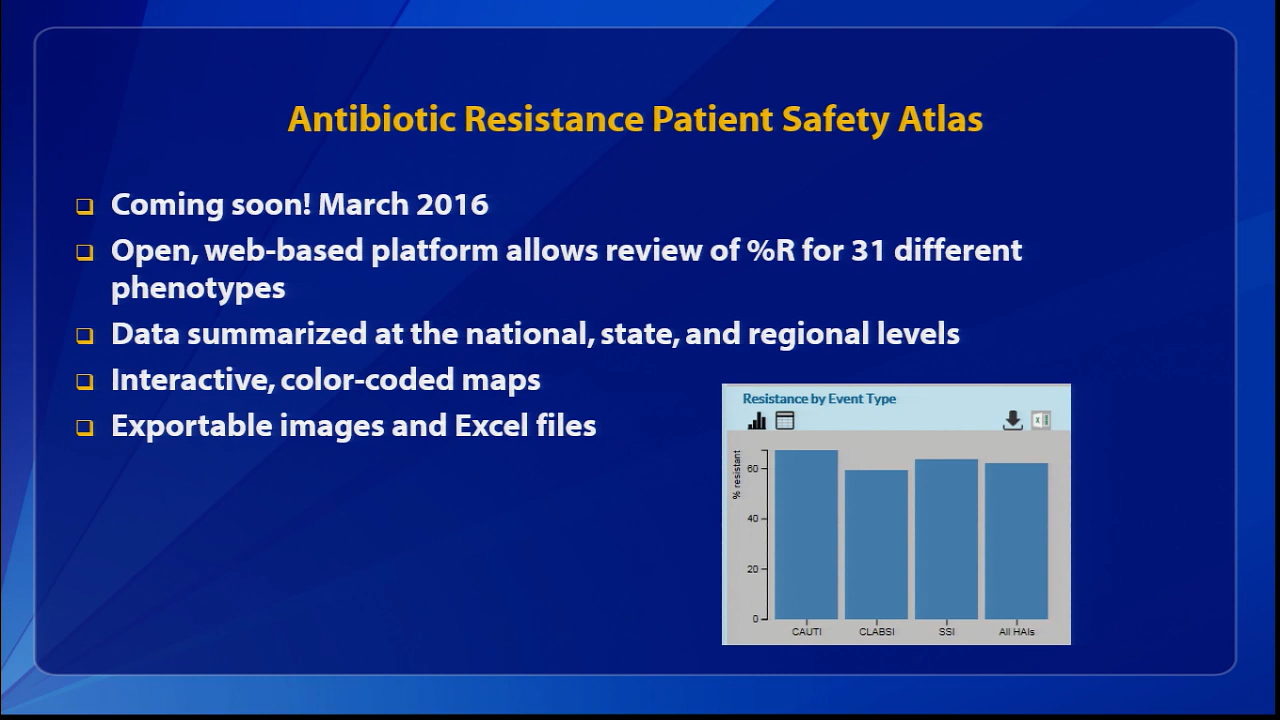 Antibiotic Resistance Patient Safety Atlas
Coming soon! March 2016
Open, web-based platform allows review of %R for 31 different
phenotypes
Data summarized at the national, state, and regional levels
Interactive, color-coded maps
Exportable images and Excel files
Resistance by Event Type
% resistant
60
40
20
0
CAUTI CLABSI SSI All HAIs